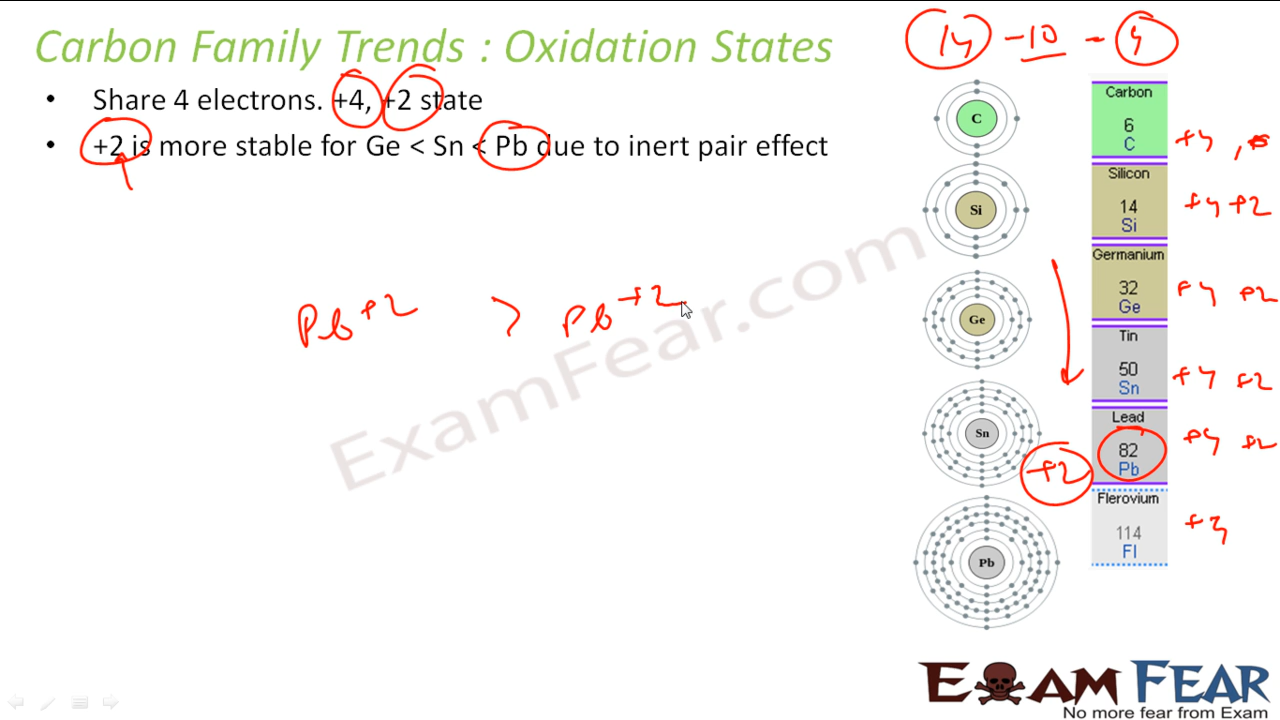 Carbon Family Trends : Oxidation States
14 - 10 - 4
• Share 4 electrons. +4, +2 state
• +2 is more stable for Ge < Sn < Pb due to inert pair effect
Pb+2 > Pb+2
C
Si
Ge
Sn
Pb
+2
Carbon
6
C
+4 ,
Silicon
14
Si
+4 +2
Germanium
32
Ge
+4 +2
Tin
50
Sn
+4 +2
Lead
82
Pb
+4 +2
Flerovium
114
Fl
ExamFear.com
EXAM FEAR
No more fear from Exam